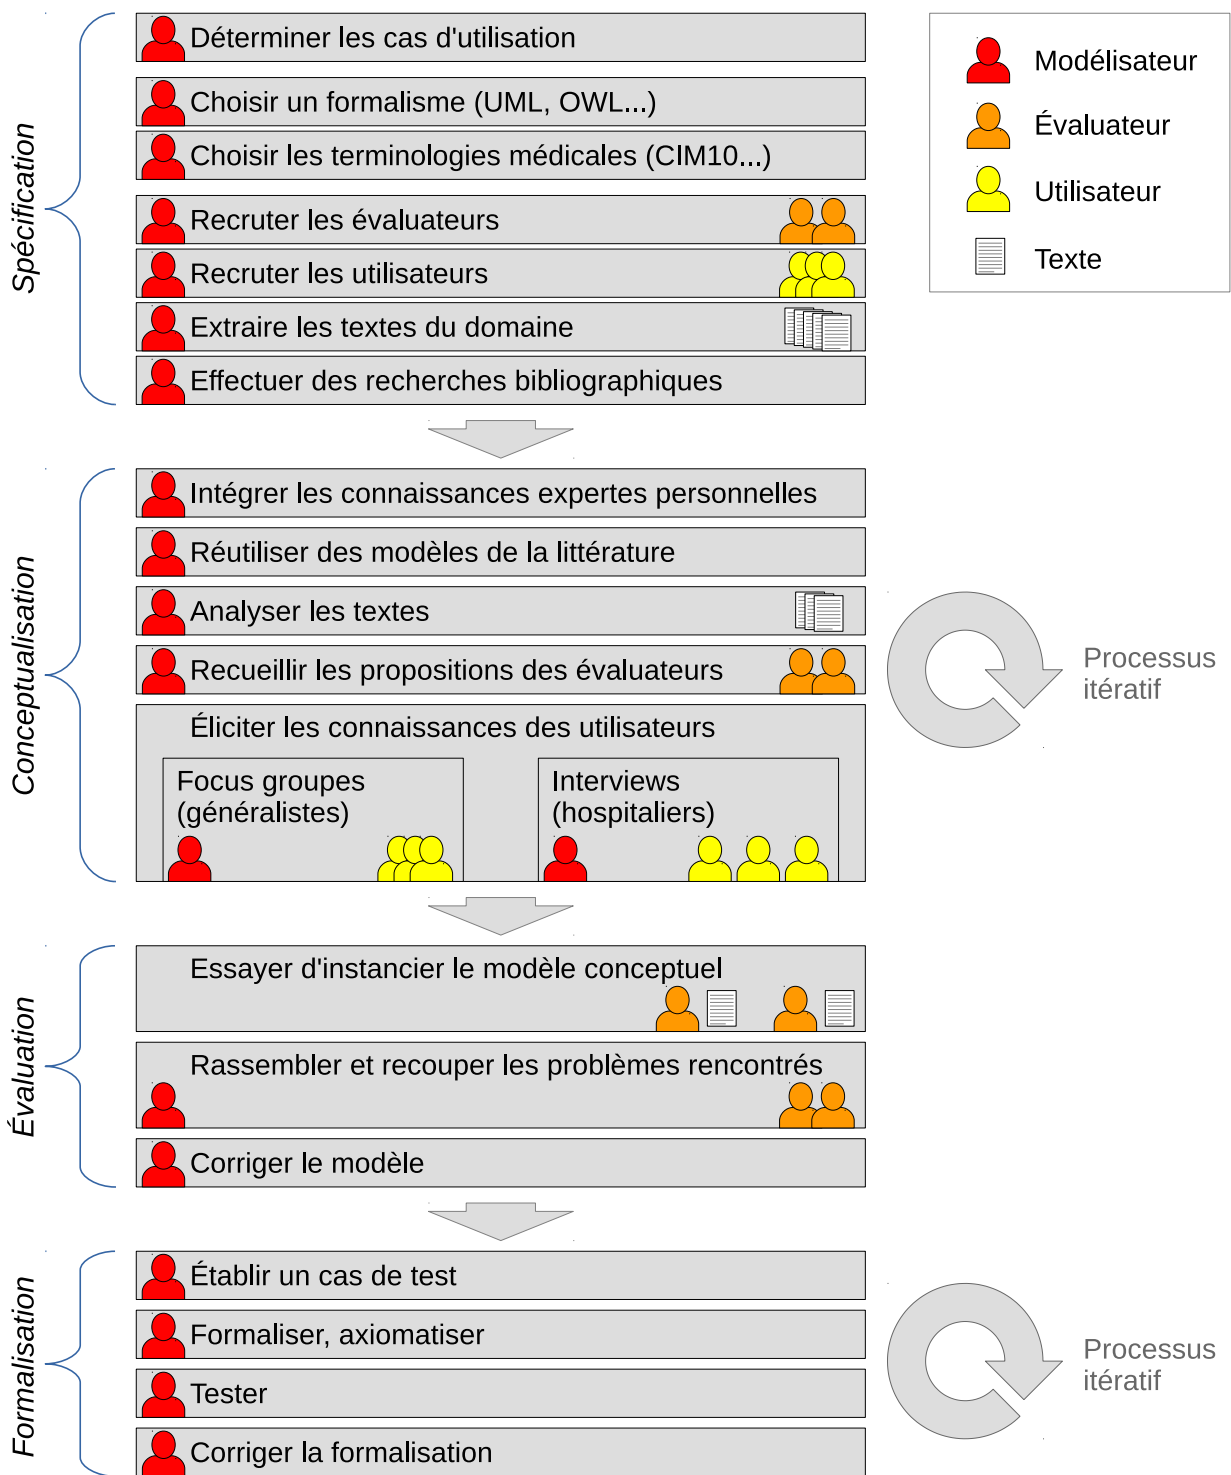 Spécification
Déterminer les cas d'utilisation
Choisir un formalisme (UML, OWL...)
Choisir les terminologies médicales (CIM10...)
Recruter les évaluateurs
Recruter les utilisateurs
Extraire les textes du domaine
Effectuer des recherches bibliographiques
Modélisateur
Évaluateur
Utilisateur
Texte
Conceptualisation
Intégrer les connaissances expertes personnelles
Réutiliser des modèles de la littérature
Analyser les textes
Recueillir les propositions des évaluateurs
Éliciter les connaissances des utilisateurs
Focus groupes
(généralistes)
Interviews
(hospitaliers)
Processus
itératif
Évaluation
Essayer d'instancier le modèle conceptuel
Rassembler et recouper les problèmes rencontrés
Corriger le modèle
Formalisation
Établir un cas de test
Formaliser, axiomatiser
Tester
Corriger la formalisation
Processus
itératif